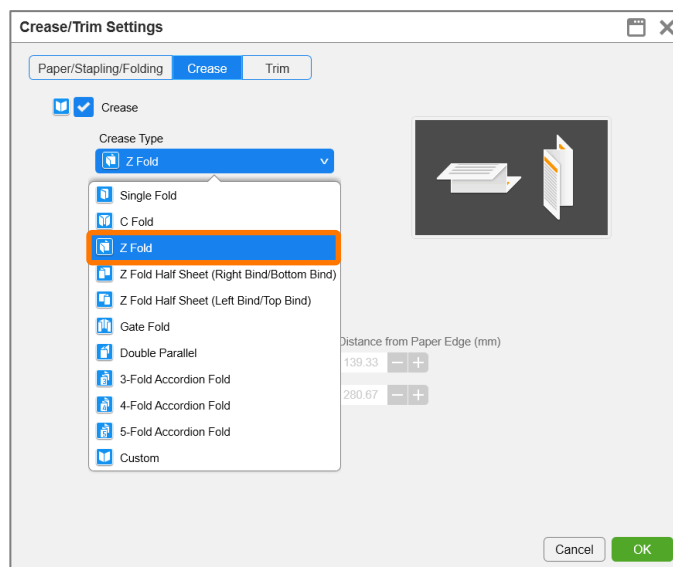 Crease/Trim Settings
Paper/Stapling/Folding Crease Trim
Crease
Crease Type
Z Fold
Single Fold
C Fold
Z Fold
Z Fold Half Sheet (Right Bind/Bottom Bind)
Z Fold Half Sheet (Left Bind/Top Bind)
Gate Fold
Double Parallel
3-Fold Accordion Fold
4-Fold Accordion Fold
5-Fold Accordion Fold
Custom
Distance from Paper Edge (mm)
139.33
280.67
Cancel OK